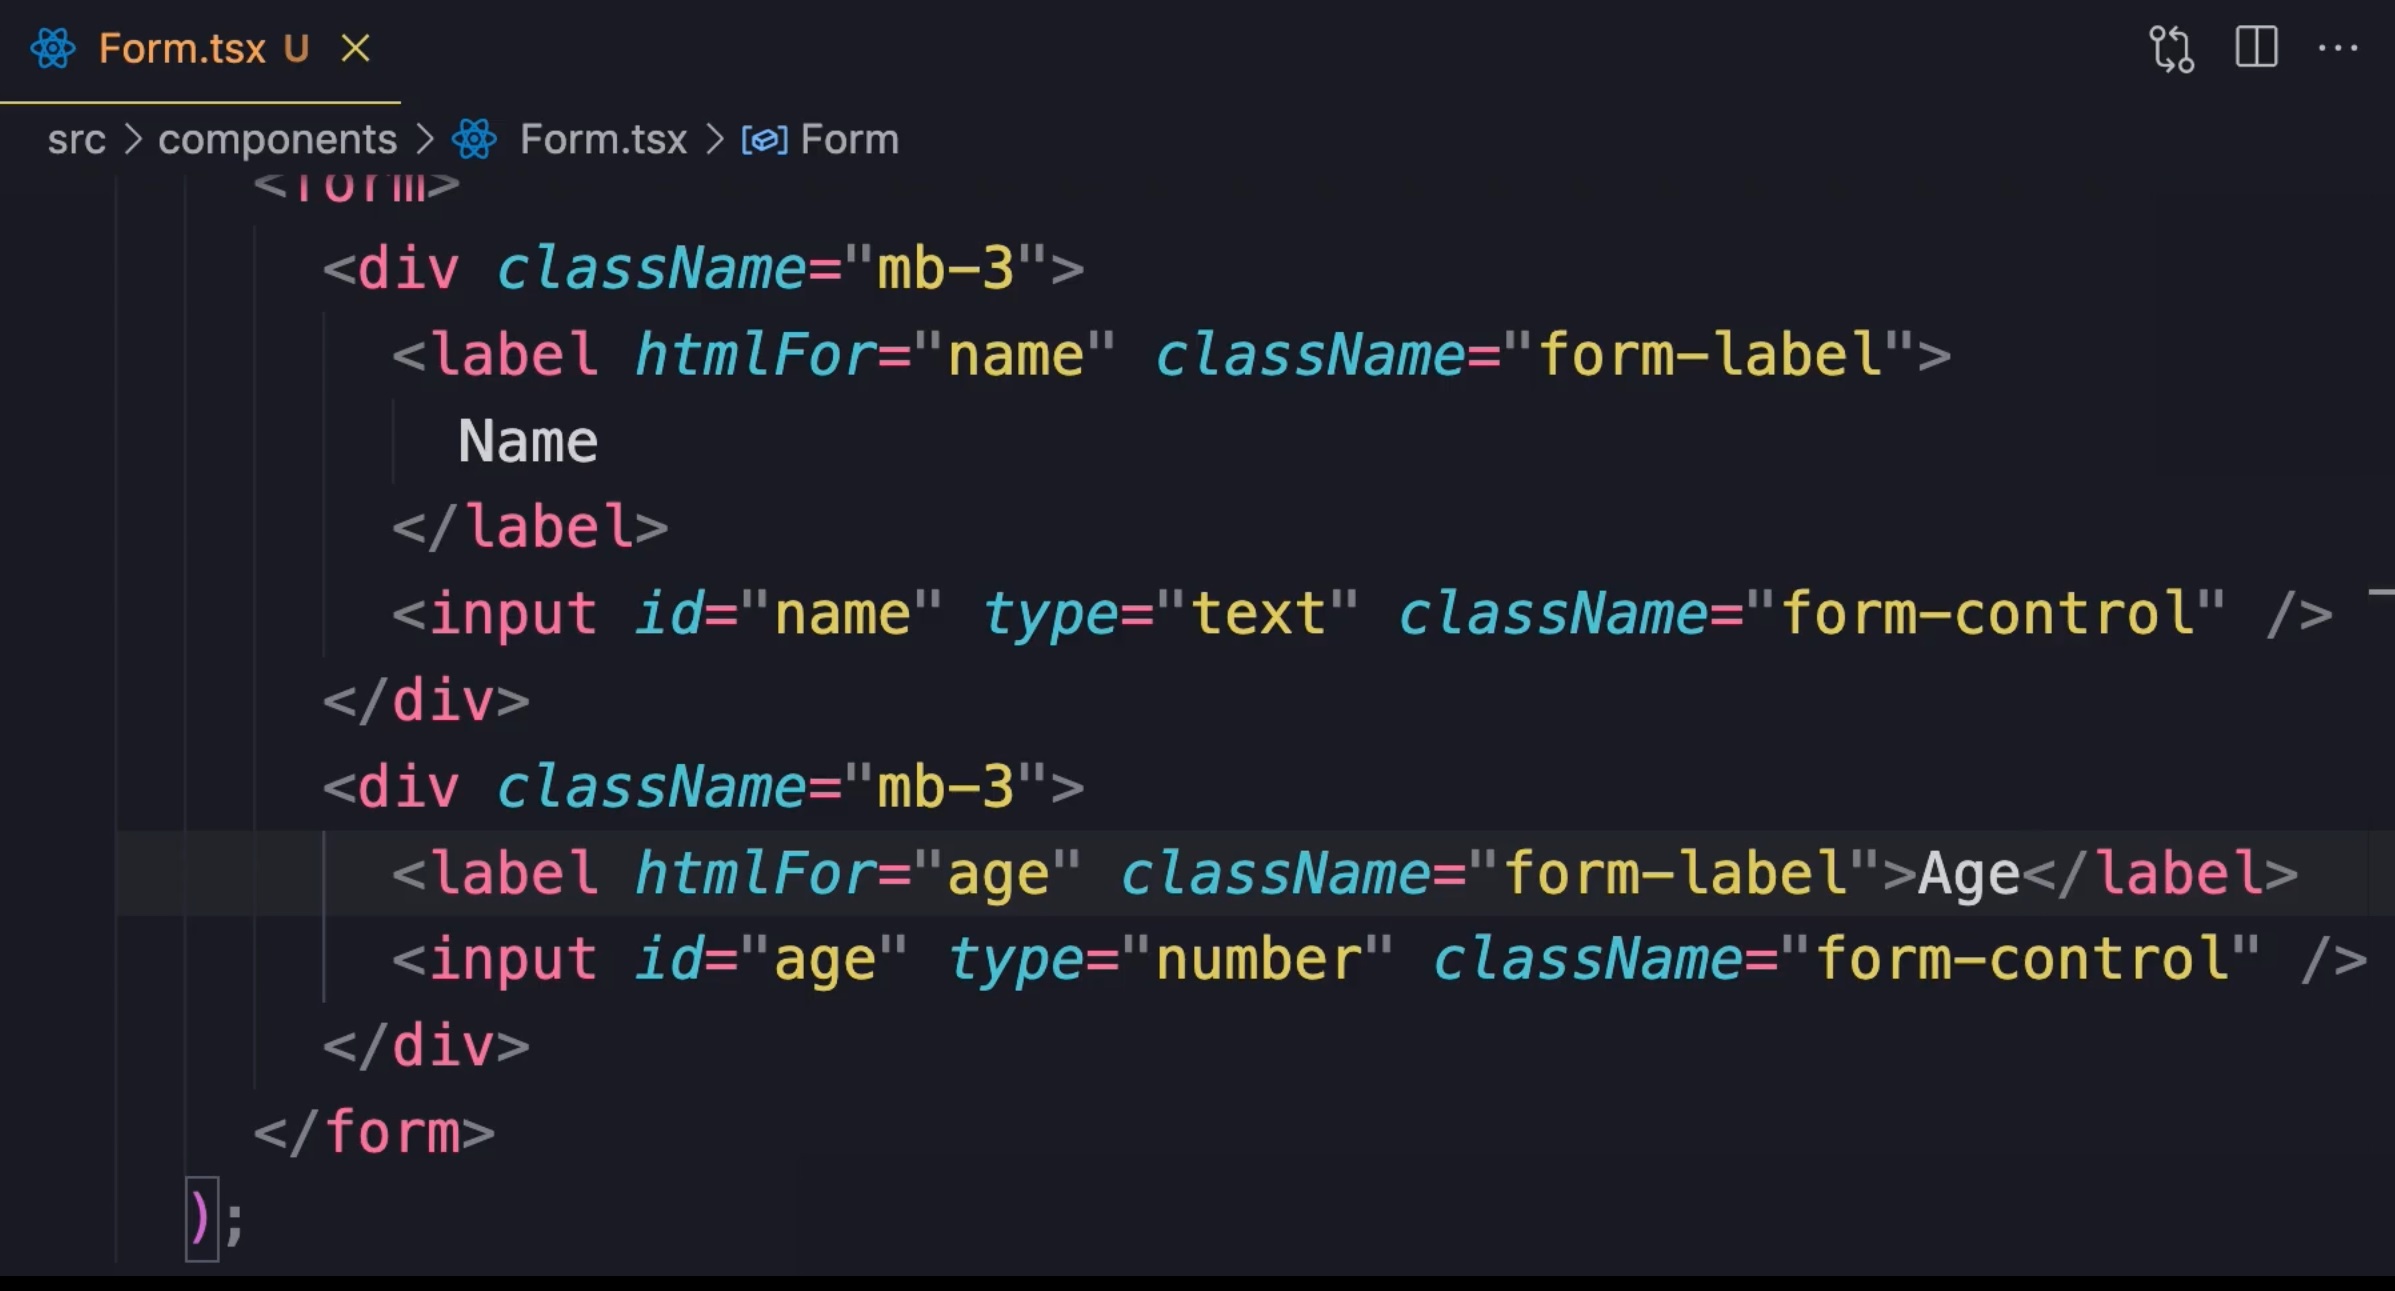 Form.tsx U
src > components > Form.tsx > Form
<form>
<div className="mb-3">
<label htmlFor="name" className="form-label">
Name
</label>
<input id="name" type="text" className="form-control" />
</div>
<div className="mb-3">
<label htmlFor="age" className="form-label">Age</label>
<input id="age" type="number" className="form-control" />
</div>
</form>
);